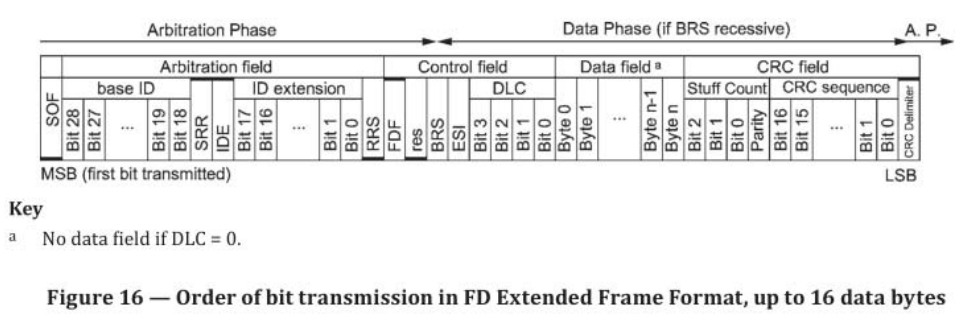 Arbitration Phase Data Phase (if BRS recessive) A. P.
Arbitration field Control field Data field a CRC field
SOF base ID ID extension DLC Stuff Count CRC sequence
Bit 28 Bit 27 ... Bit 19 Bit 18 SRR IDE Bit 17 Bit 16 ... Bit 1 Bit 0 RRS FDF res BRS ESI Bit 3 Bit 2 Bit 1 Bit 0 Byte 0 Byte 1 ... Byte n-1 Byte n Bit 2 Bit 1 Bit 0 Parity Bit 16 Bit 15 ... Bit 1 Bit 0 CRC Delimiter
MSB (first bit transmitted) LSB
Key
a No data field if DLC = 0.
Figure 16 — Order of bit transmission in FD Extended Frame Format, up to 16 data bytes